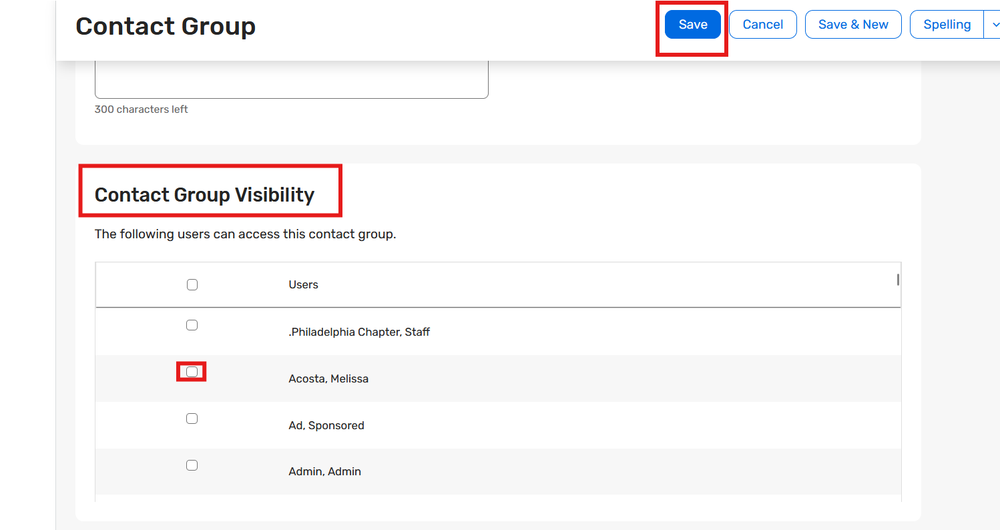 Contact Group
Save
Cancel
Save & New
Spelling
300 characters left
Contact Group Visibility
The following users can access this contact group.
Users
.Philadelphia Chapter, Staff
Acosta, Melissa
Ad, Sponsored
Admin, Admin